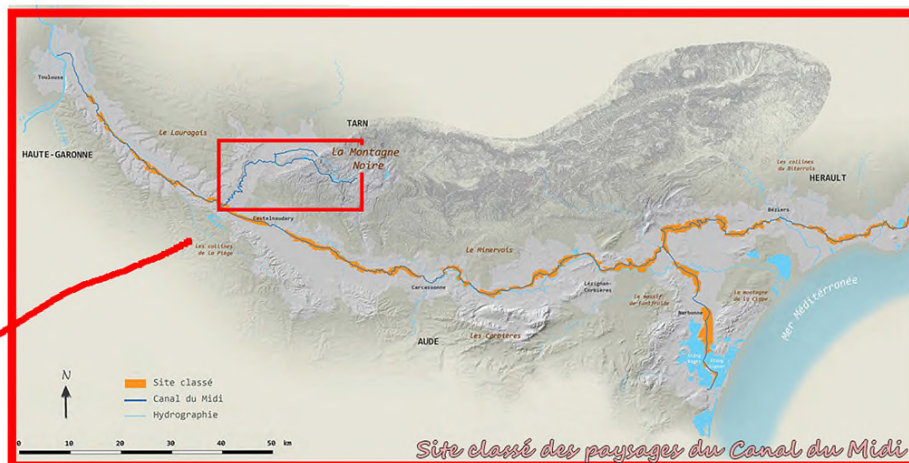 Toulouse
Le Lauragais
TARN
La Montagne
Noire
HAUTE-GARONNE
Les collines
du Biterrois
HERAULT
Castelnaudary
Béziers
Les collines
de la Piège
Le Minervois
Carcassonne
Lézignan-
Corbières
Le massif
de Fontfroide
La montagne
de la Clape
Narbonne
Mer Méditérranée
Les Corbières
AUDE
N
Site classé
Canal du Midi
Hydrographie
0 10 20 30 40 50 km
Site classé des paysages du Canal du Midi